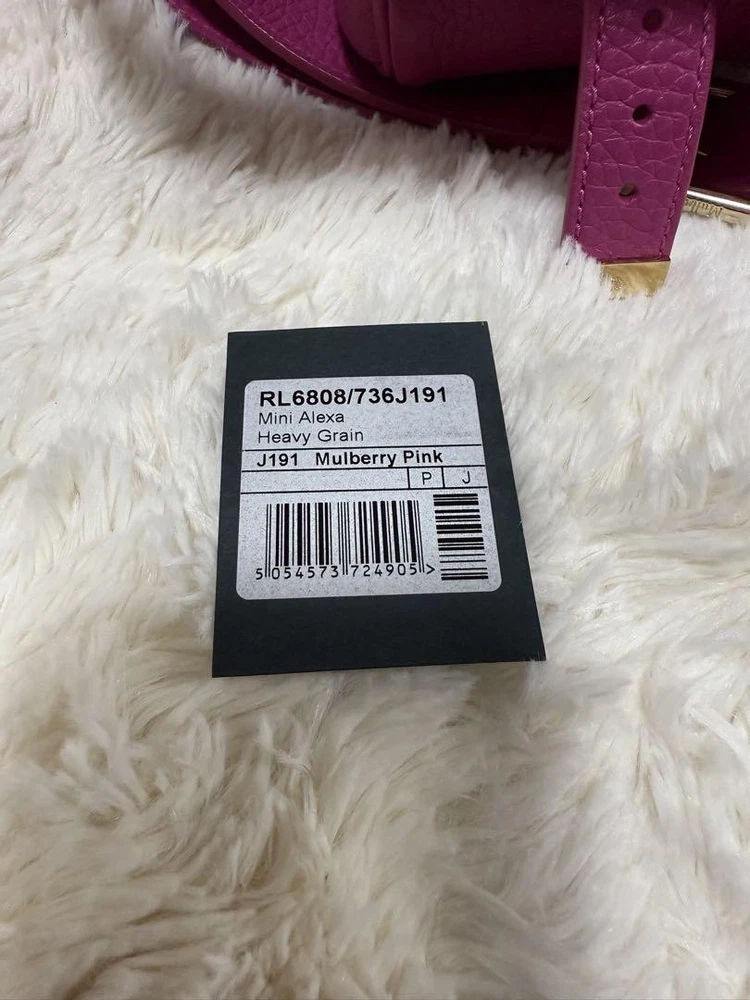 RL6808/736J191
Mini Alexa
Heavy Grain
J191 Mulberry Pink
P J
5 054573 724905 >